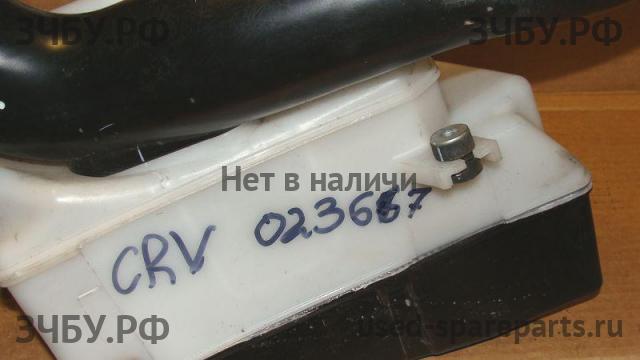 ЗЧБУ.РФ ЗЧБУ.РФ
Нет в наличи
CRV 023667
ЗЧБУ.РФ used-spareparts.ru